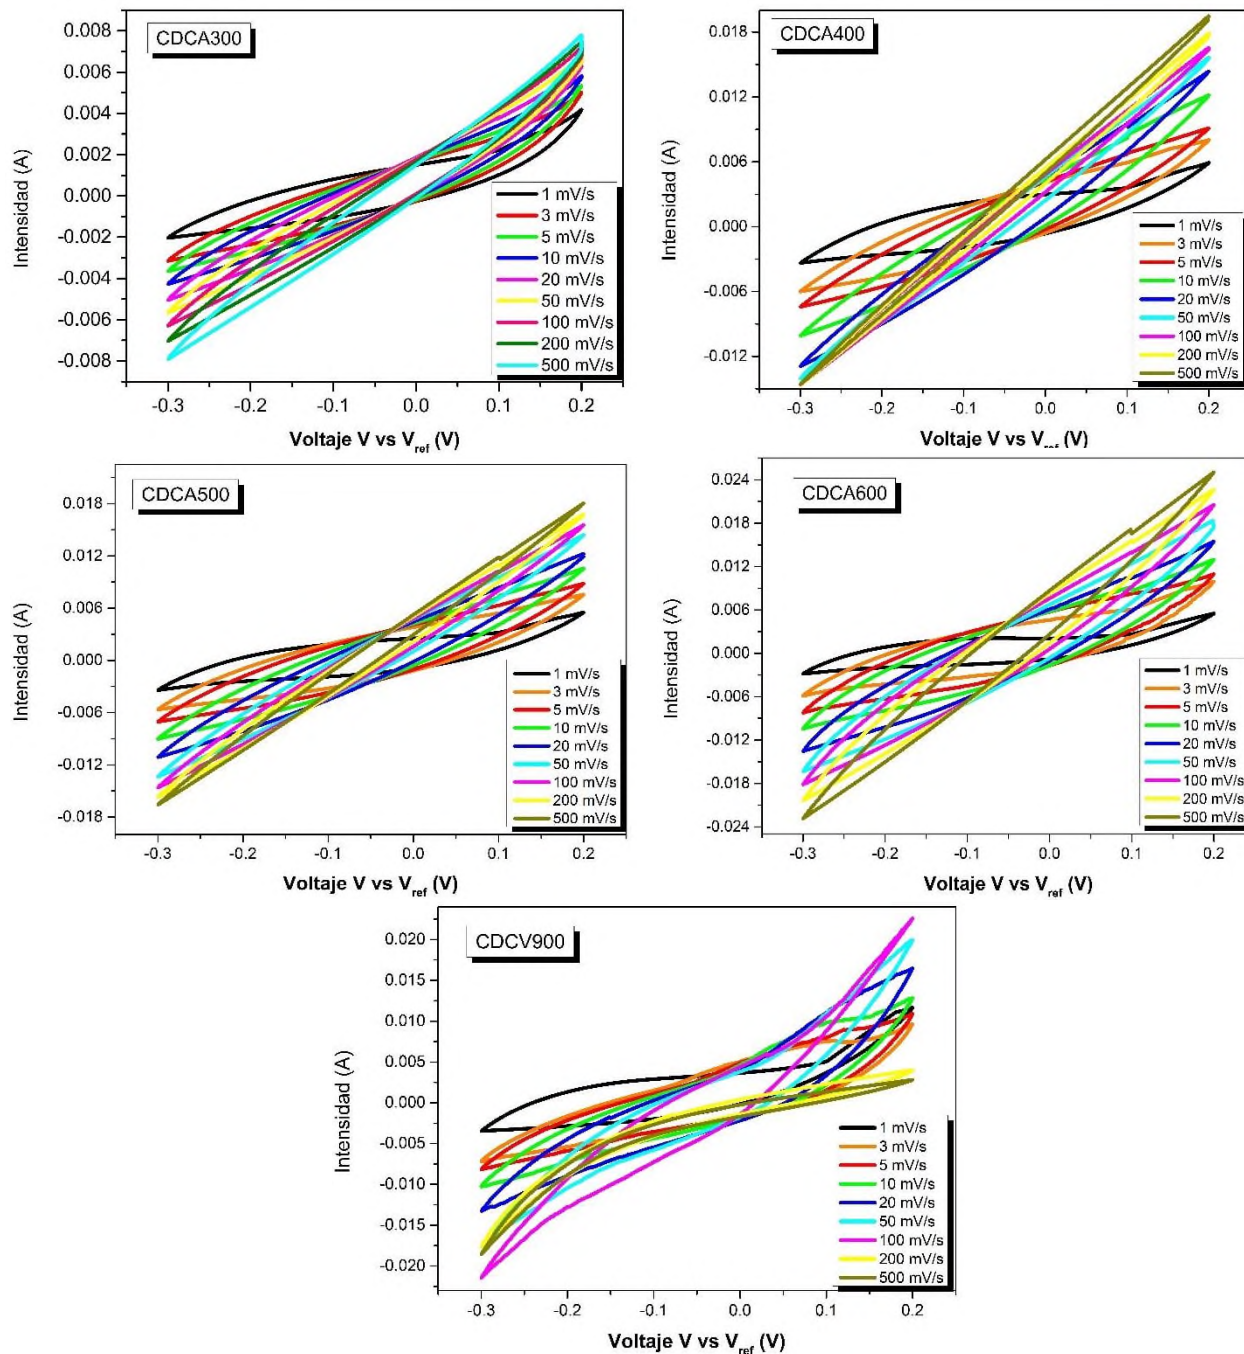 CDCA300
0.008
0.006
0.004
0.002
0.000
-0.002
-0.004
-0.006
-0.008
Intensidad (A)
1 mV/s
3 mV/s
5 mV/s
10 mV/s
20 mV/s
50 mV/s
100 mV/s
200 mV/s
500 mV/s
-0.3 -0.2 -0.1 0.0 0.1 0.2
Voltaje V vs Vref (V)
CDCA400
0.018
0.012
0.006
0.000
-0.006
-0.012
Intensidad (A)
1 mV/s
3 mV/s
5 mV/s
10 mV/s
20 mV/s
50 mV/s
100 mV/s
200 mV/s
500 mV/s
-0.3 -0.2 -0.1 0.0 0.1 0.2
Voltaje V vs Vref (V)
CDCA500
0.018
0.012
0.006
0.000
-0.006
-0.012
-0.018
Intensidad (A)
1 mV/s
3 mV/s
5 mV/s
10 mV/s
20 mV/s
50 mV/s
100 mV/s
200 mV/s
500 mV/s
-0.3 -0.2 -0.1 0.0 0.1 0.2
Voltaje V vs Vref (V)
CDCA600
0.024
0.018
0.012
0.006
0.000
-0.006
-0.012
-0.018
-0.024
Intensidad (A)
1 mV/s
3 mV/s
5 mV/s
10 mV/s
20 mV/s
50 mV/s
100 mV/s
200 mV/s
500 mV/s
-0.3 -0.2 -0.1 0.0 0.1 0.2
Voltaje V vs Vref (V)
CDCV900
0.020
0.015
0.010
0.005
0.000
-0.005
-0.010
-0.015
-0.020
Intensidad (A)
1 mV/s
3 mV/s
5 mV/s
10 mV/s
20 mV/s
50 mV/s
100 mV/s
200 mV/s
500 mV/s
-0.3 -0.2 -0.1 0.0 0.1 0.2
Voltaje V vs Vref (V)